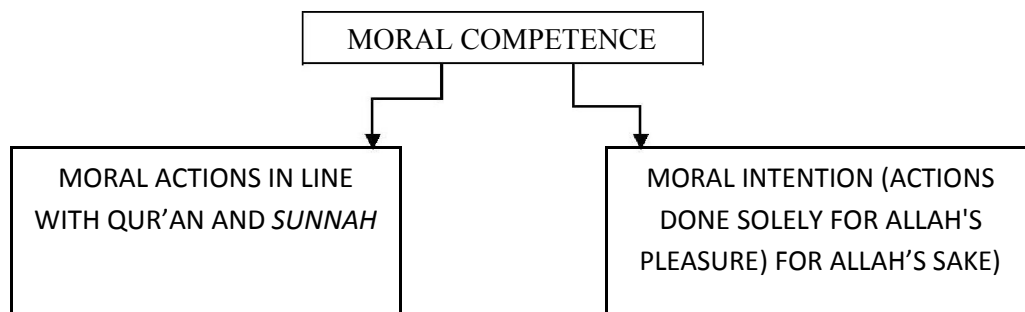 MORAL COMPETENCE
MORAL ACTIONS IN LINE
WITH QUR’AN AND SUNNAH
MORAL INTENTION (ACTIONS
DONE SOLELY FOR ALLAH'S
PLEASURE) FOR ALLAH’S SAKE)